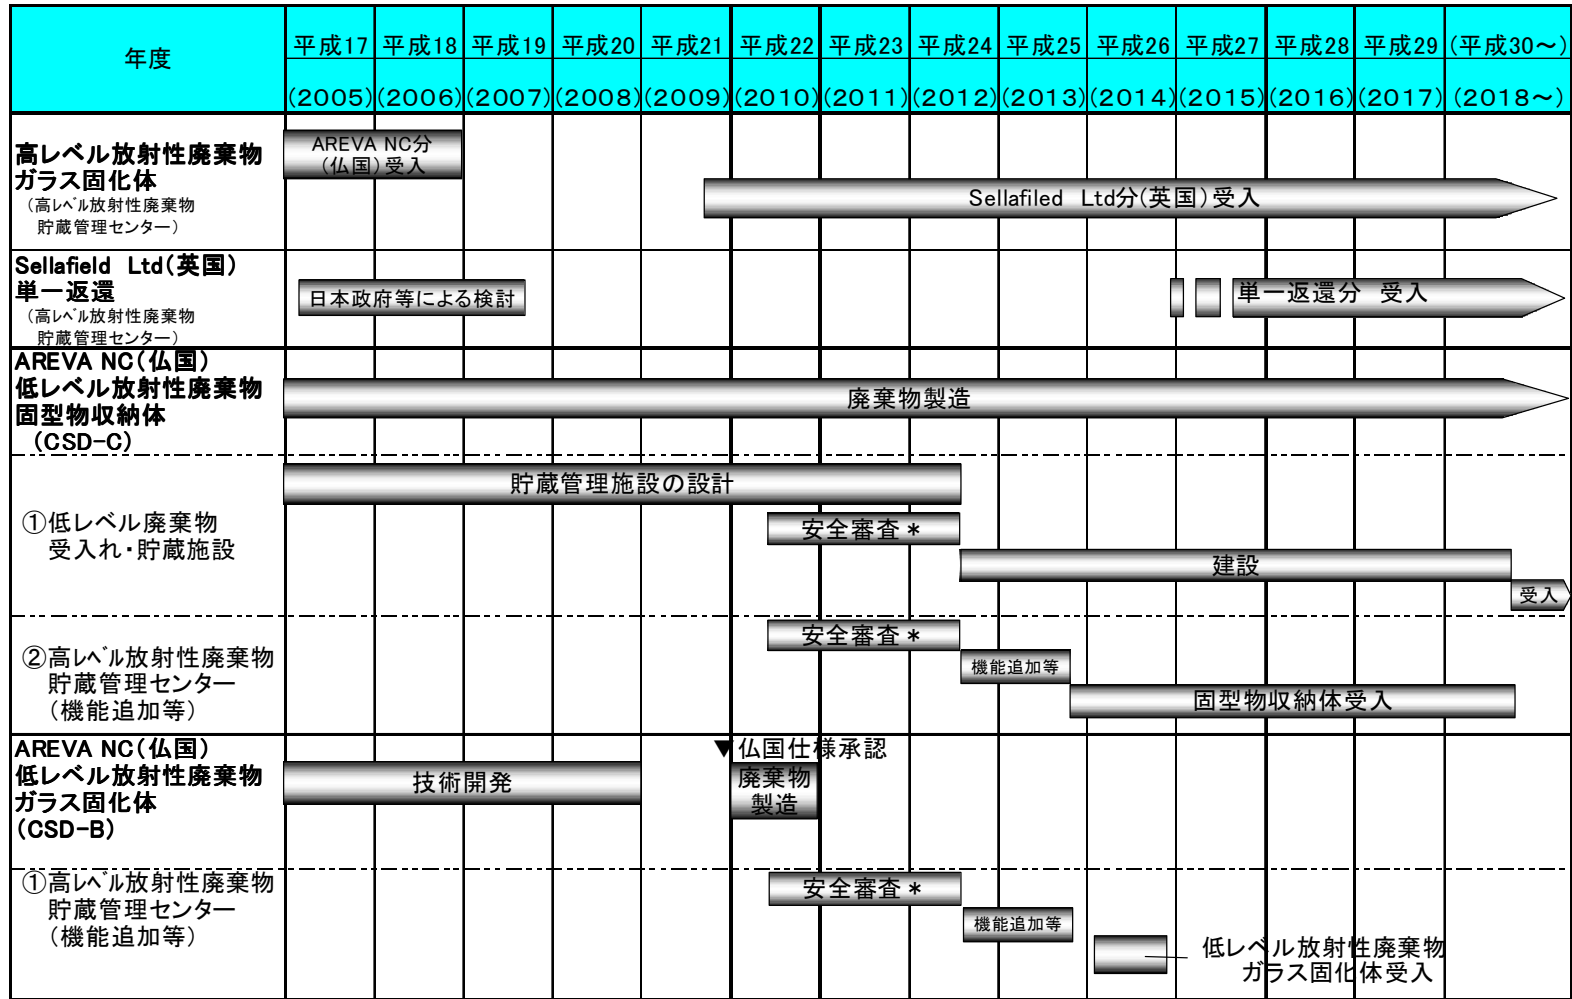 年度
平成17 平成18 平成19 平成20 平成21 平成22 平成23 平成24 平成25 平成26 平成27 平成28 平成29 (平成30～)
(2005) (2006) (2007) (2008) (2009) (2010) (2011) (2012) (2013) (2014) (2015) (2016) (2017) (2018～)
高レベル放射性廃棄物
ガラス固化体
（高レベル放射性廃棄物
貯蔵管理センター）
AREVA NC分
(仏国)受入
Sellafiled Ltd分(英国)受入
Sellafield Ltd(英国)
単一返還
（高レベル放射性廃棄物
貯蔵管理センター）
日本政府等による検討
単一返還分 受入
AREVA NC(仏国)
低レベル放射性廃棄物
固型物収納体
(CSD-C)
廃棄物製造
①低レベル廃棄物
受入れ・貯蔵施設
貯蔵管理施設の設計
安全審査＊
建設
受入
②高レベル放射性廃棄物
貯蔵管理センター
(機能追加等)
安全審査＊
機能追加等
固型物収納体受入
AREVA NC(仏国)
低レベル放射性廃棄物
ガラス固化体
(CSD-B)
▼仏国仕様承認
技術開発
廃棄物
製造
①高レベル放射性廃棄物
貯蔵管理センター
(機能追加等)
安全審査＊
機能追加等
低レベル放射性廃棄物
ガラス固化体受入